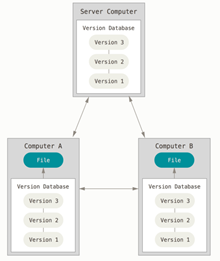 Server Computer
Version Database
Version 3
Version 2
Version 1
Computer A
File
Version Database
Version 3
Version 2
Version 1
Computer B
File
Version Database
Version 3
Version 2
Version 1